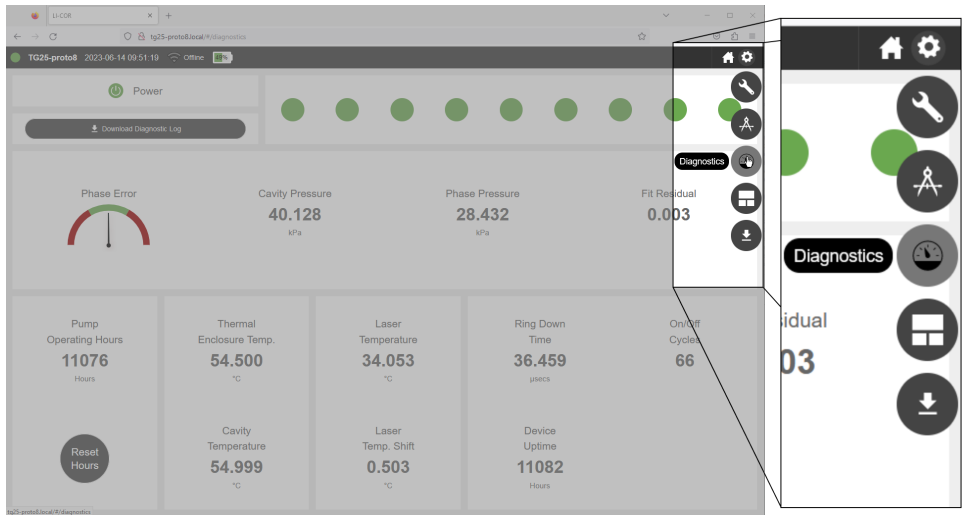 LI-COR
tg25-proto8.local/#/diagnostics
TG25-proto8 2023-06-14 09:51:19 Offline 48%
Power
Download Diagnostic Log
Diagnostics
Phase Error
Cavity Pressure
40.128
kPa
Phase Pressure
28.432
kPa
Fit Residual
0.003
Pump
Operating Hours
11076
Hours
Thermal
Enclosure Temp.
54.500
°C
Laser
Temperature
34.053
°C
Ring Down
Time
36.459
µsecs
On/Off
Cycles
66
Reset
Hours
Cavity
Temperature
54.999
°C
Laser
Temp. Shift
0.503
°C
Device
Uptime
11082
Hours
tg25-proto8.local/#/diagnostics
Diagnostics
idual
03